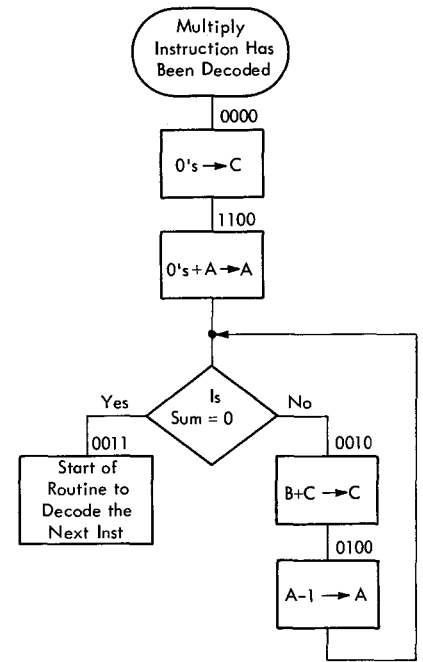 Multiply
Instruction Has
Been Decoded
0000
0's → C
1100
0's + A → A
Is
Sum = 0
Yes
No
0011
Start of
Routine to
Decode the
Next Inst
0010
B+C → C
0100
A-1 → A